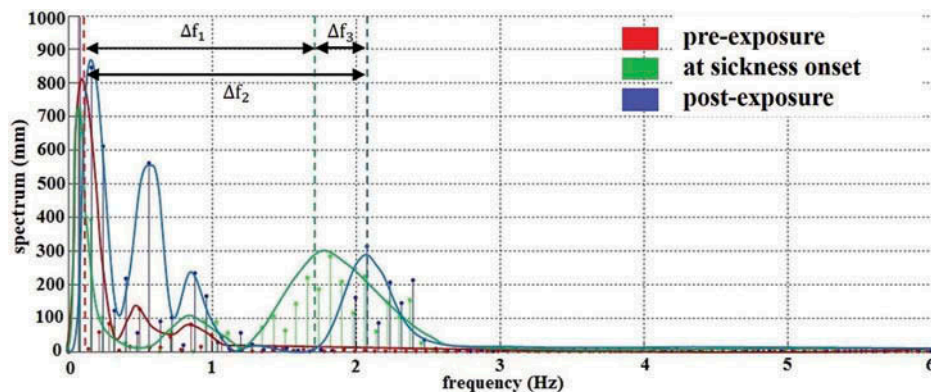 1000
900
800
700
600
500
400
300
200
100
0
spectrum (mm)
Δf₁
Δf₃
Δf₂
pre-exposure
at sickness onset
post-exposure
0 1 2 3 4 5 6
frequency (Hz)